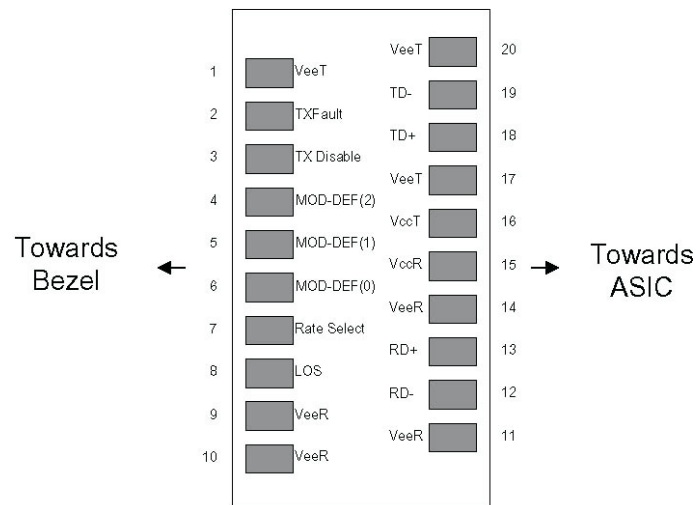 VeeT 20
1 VeeT
TD- 19
2 TXFault
TD+ 18
3 TX Disable
VeeT 17
4 MOD-DEF(2)
VccT 16
5 MOD-DEF(1)
Towards
Bezel
VccR 15
Towards
ASIC
6 MOD-DEF(0)
VeeR 14
7 Rate Select
RD+ 13
8 LOS
RD- 12
9 VeeR
VeeR 11
10 VeeR